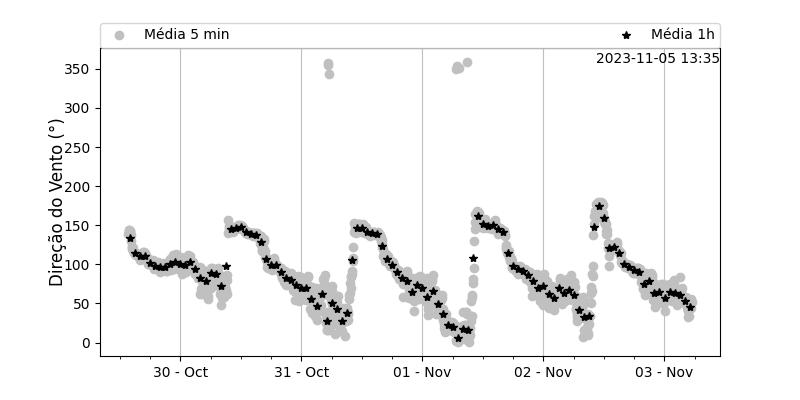 Média 5 min
Média 1h
2023-11-05 13:35
Direção do Vento (°)
350
300
250
200
150
100
50
0
30 - Oct
31 - Oct
01 - Nov
02 - Nov
03 - Nov